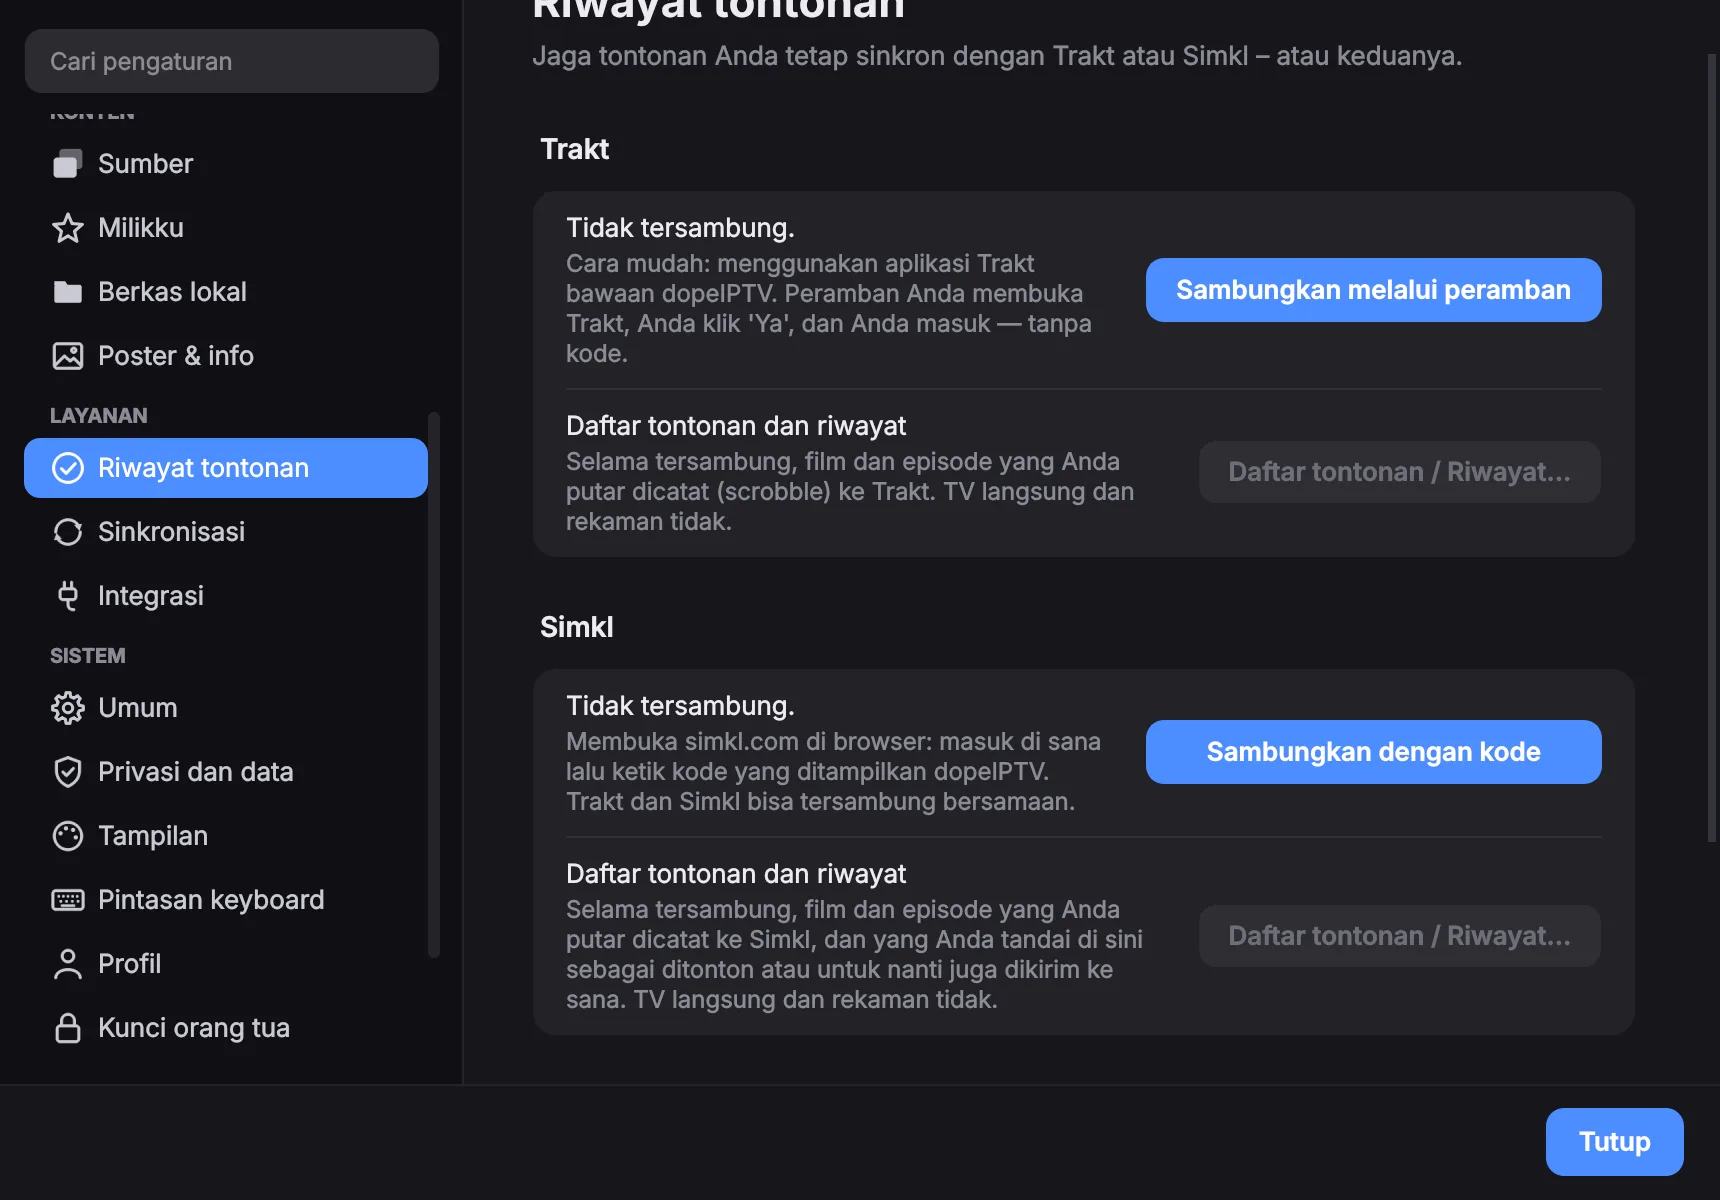 Cari pengaturan
KONTEN
Sumber
Milikku
Berkas lokal
Poster & info
LAYANAN
Riwayat tontonan
Sinkronisasi
Integrasi
SISTEM
Umum
Privasi dan data
Tampilan
Pintasan keyboard
Profil
Kunci orang tua
Riwayat tontonan
Jaga tontonan Anda tetap sinkron dengan Trakt atau Simkl – atau keduanya.
Trakt
Tidak tersambung.
Cara mudah: menggunakan aplikasi Trakt
bawaan dopeIPTV. Peramban Anda membuka
Trakt, Anda klik 'Ya', dan Anda masuk — tanpa
kode.
Sambungkan melalui peramban
Daftar tontonan dan riwayat
Selama tersambung, film dan episode yang Anda
putar dicatat (scrobble) ke Trakt. TV langsung dan
rekaman tidak.
Daftar tontonan / Riwayat...
Simkl
Tidak tersambung.
Membuka simkl.com di browser: masuk di sana
lalu ketik kode yang ditampilkan dopeIPTV.
Trakt dan Simkl bisa tersambung bersamaan.
Sambungkan dengan kode
Daftar tontonan dan riwayat
Selama tersambung, film dan episode yang Anda
putar dicatat ke Simkl, dan yang Anda tandai di sini
sebagai ditonton atau untuk nanti juga dikirim ke
sana. TV langsung dan rekaman tidak.
Daftar tontonan / Riwayat...
Tutup